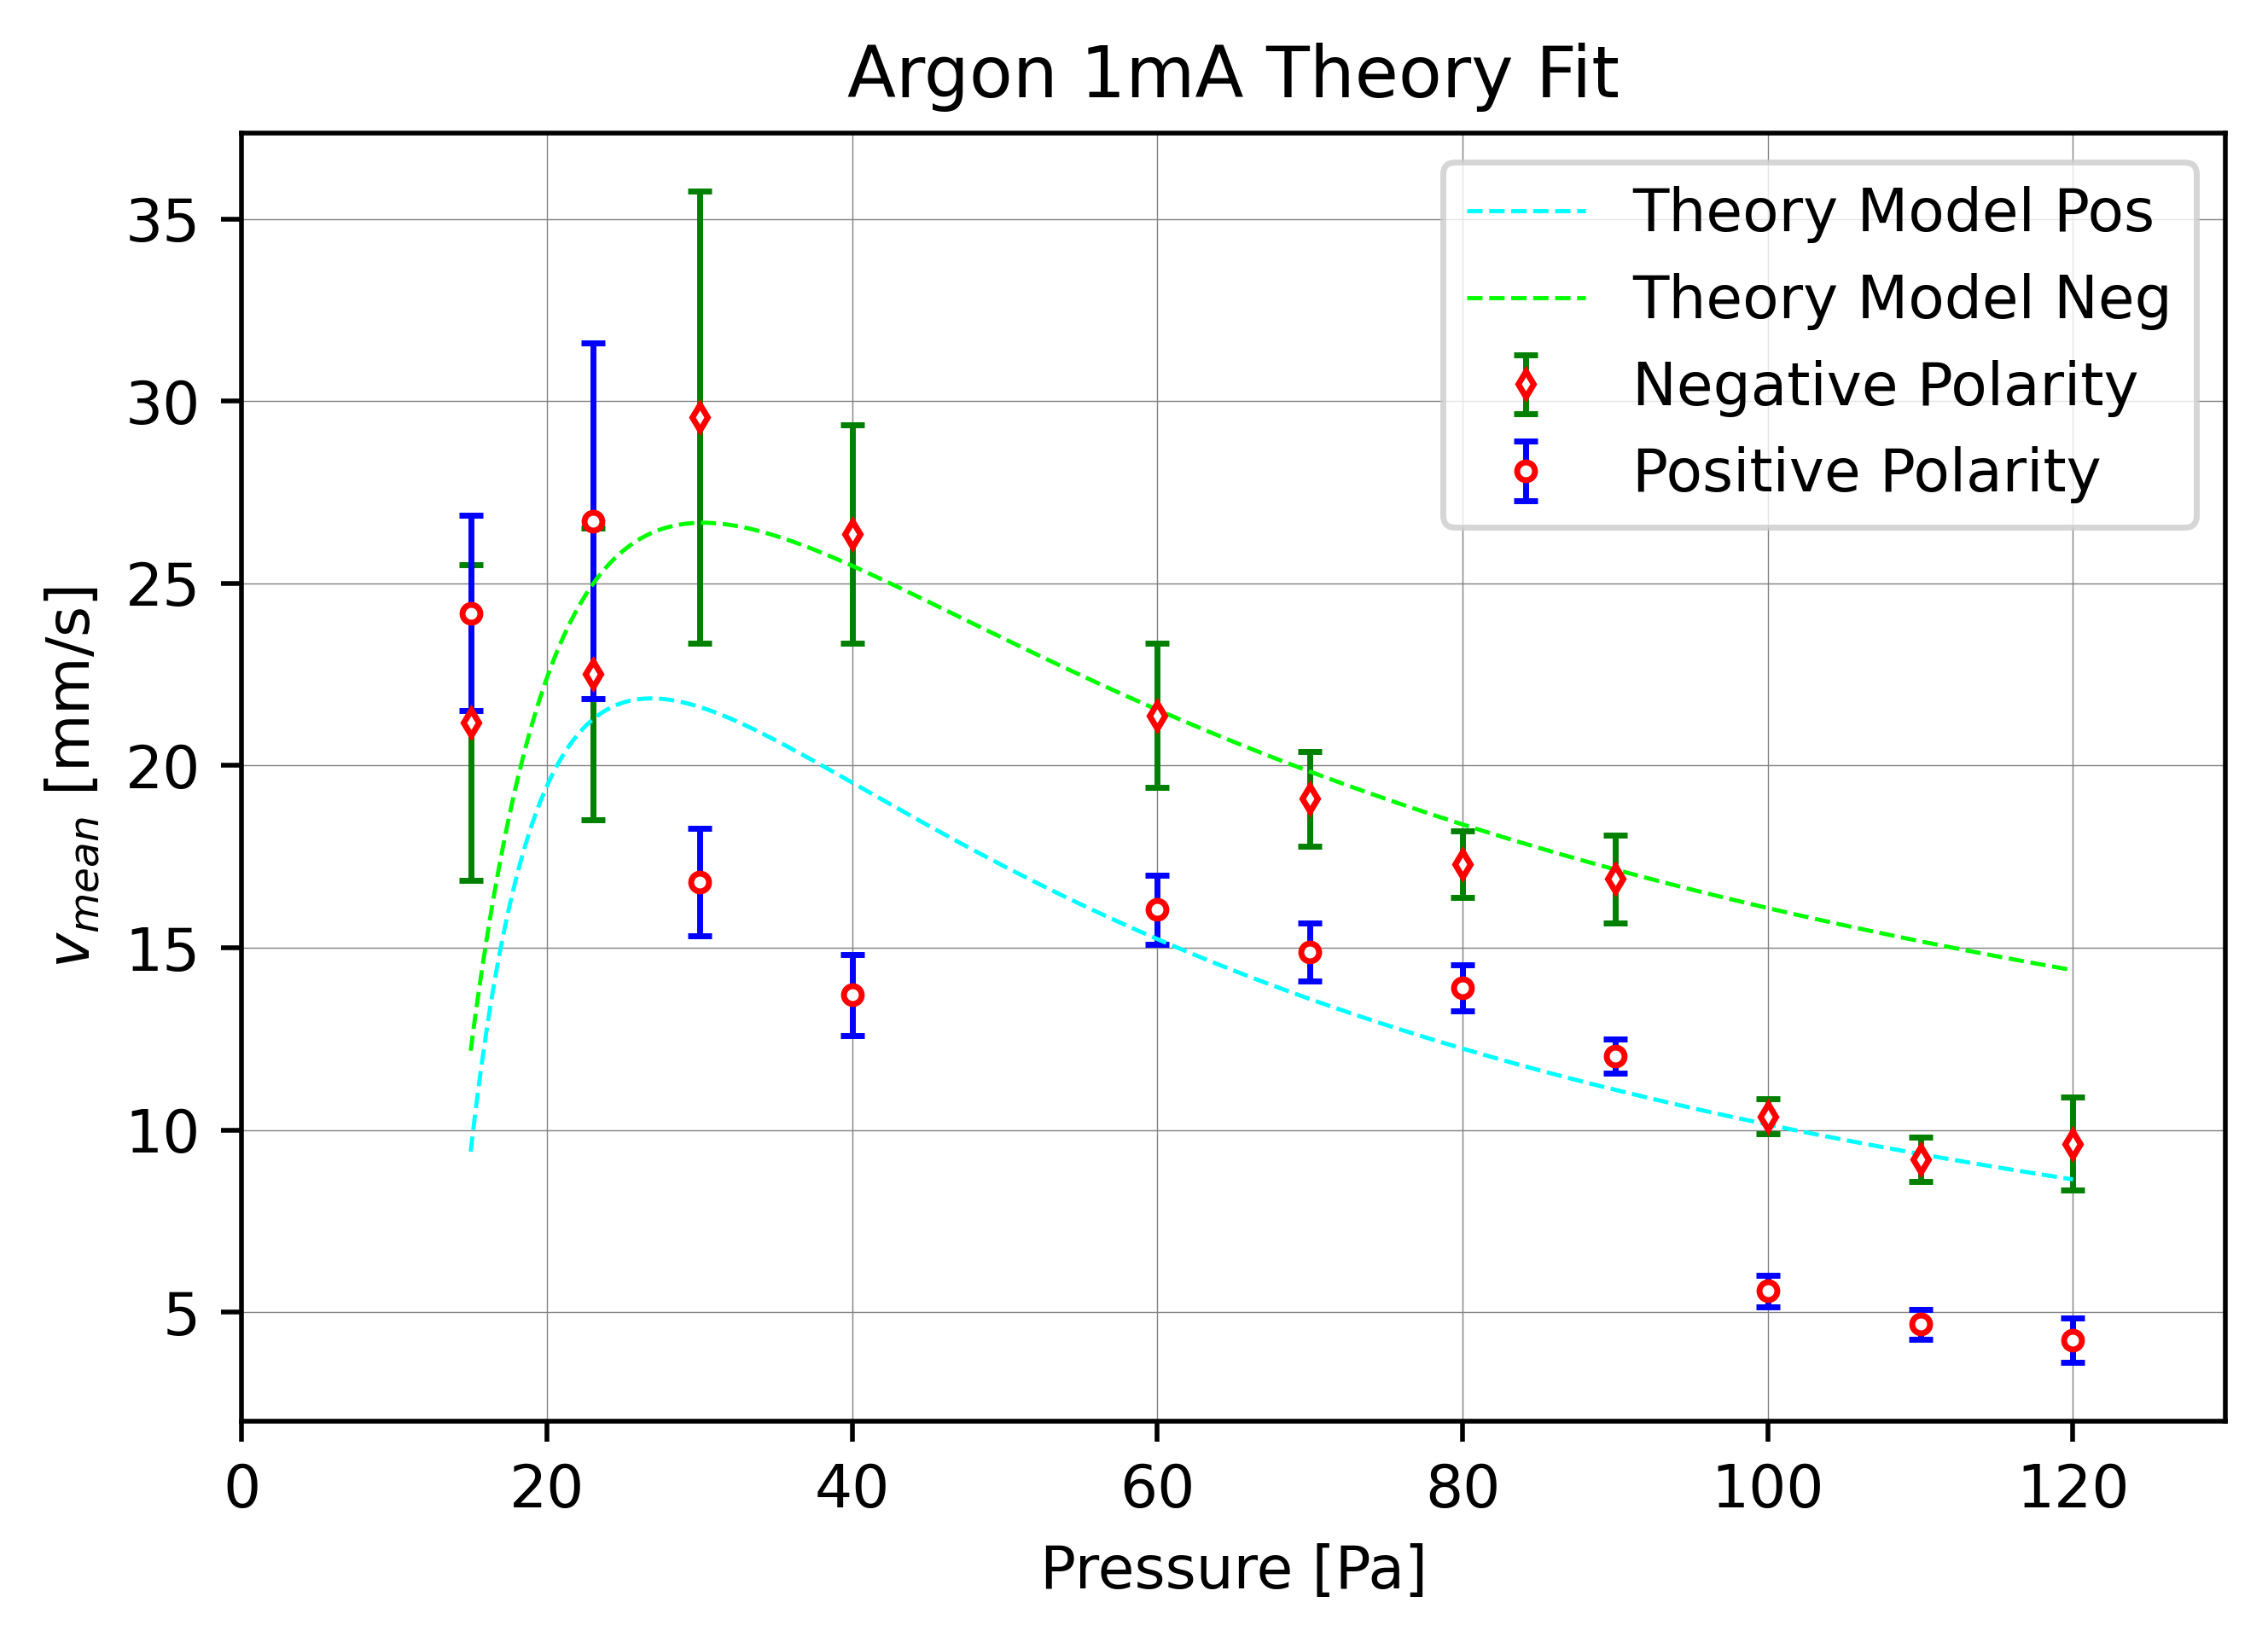 Argon 1mA Theory Fit
Theory Model Pos
Theory Model Neg
Negative Polarity
Positive Polarity
35
30
25
20
15
10
5
v_mean [mm/s]
0 20 40 60 80 100 120
Pressure [Pa]